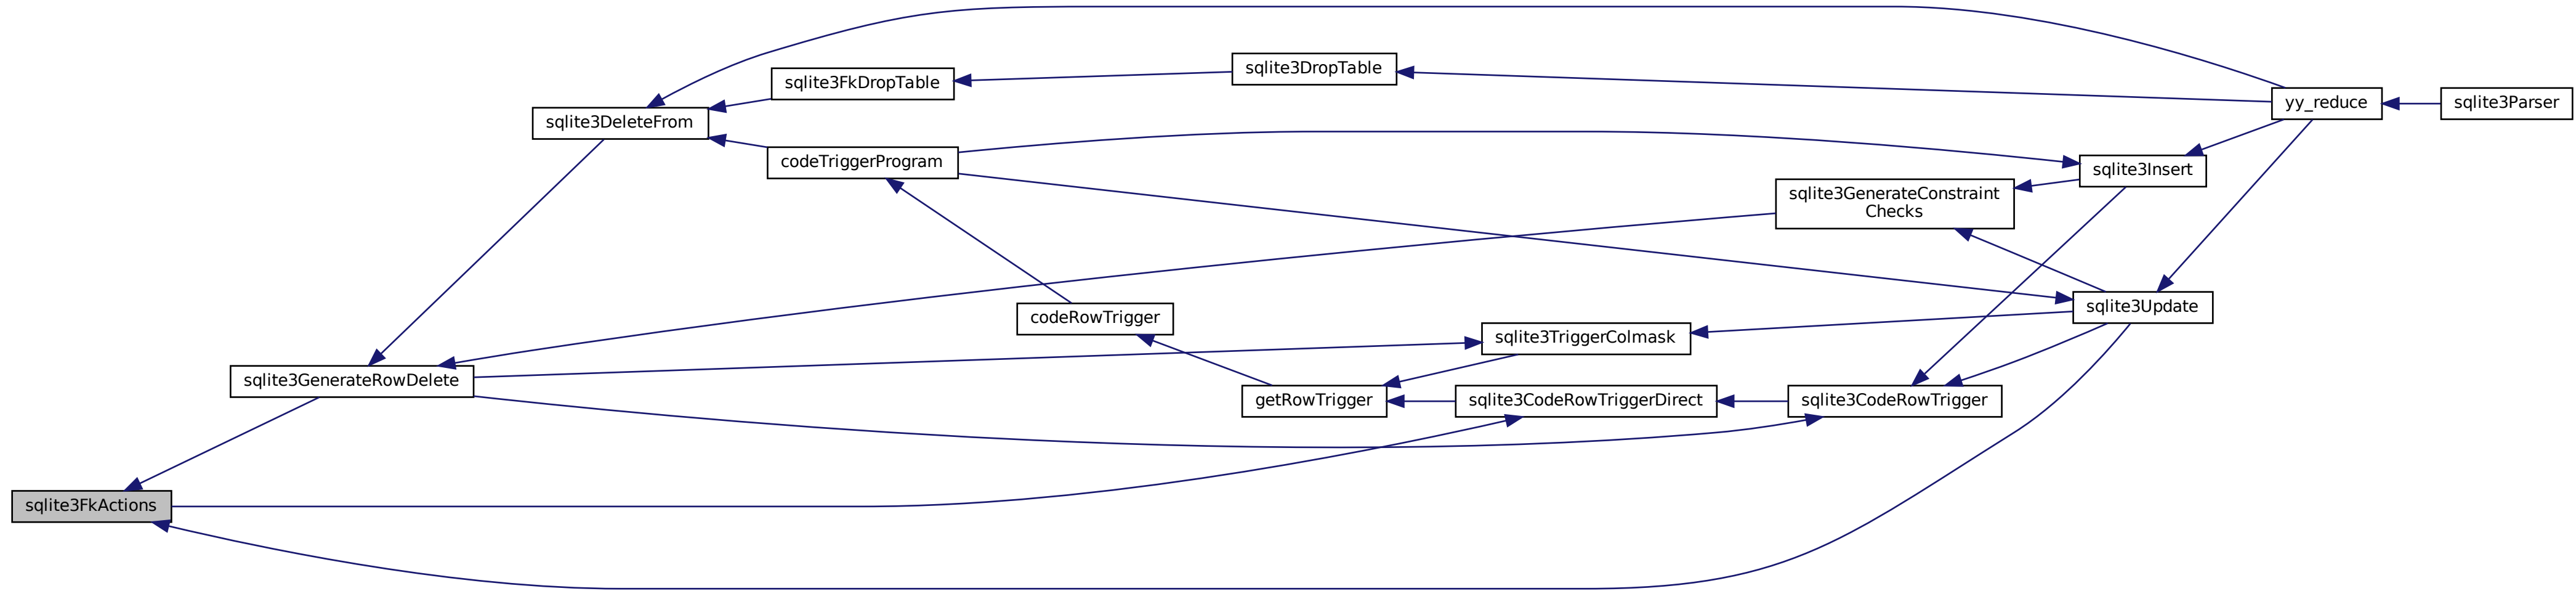 sqlite3DropTable
sqlite3FkDropTable
yy_reduce
sqlite3Parser
sqlite3DeleteFrom
codeTriggerProgram
sqlite3Insert
sqlite3GenerateConstraint
Checks
sqlite3Update
codeRowTrigger
sqlite3TriggerColmask
sqlite3GenerateRowDelete
getRowTrigger
sqlite3CodeRowTriggerDirect
sqlite3CodeRowTrigger
sqlite3FkActions